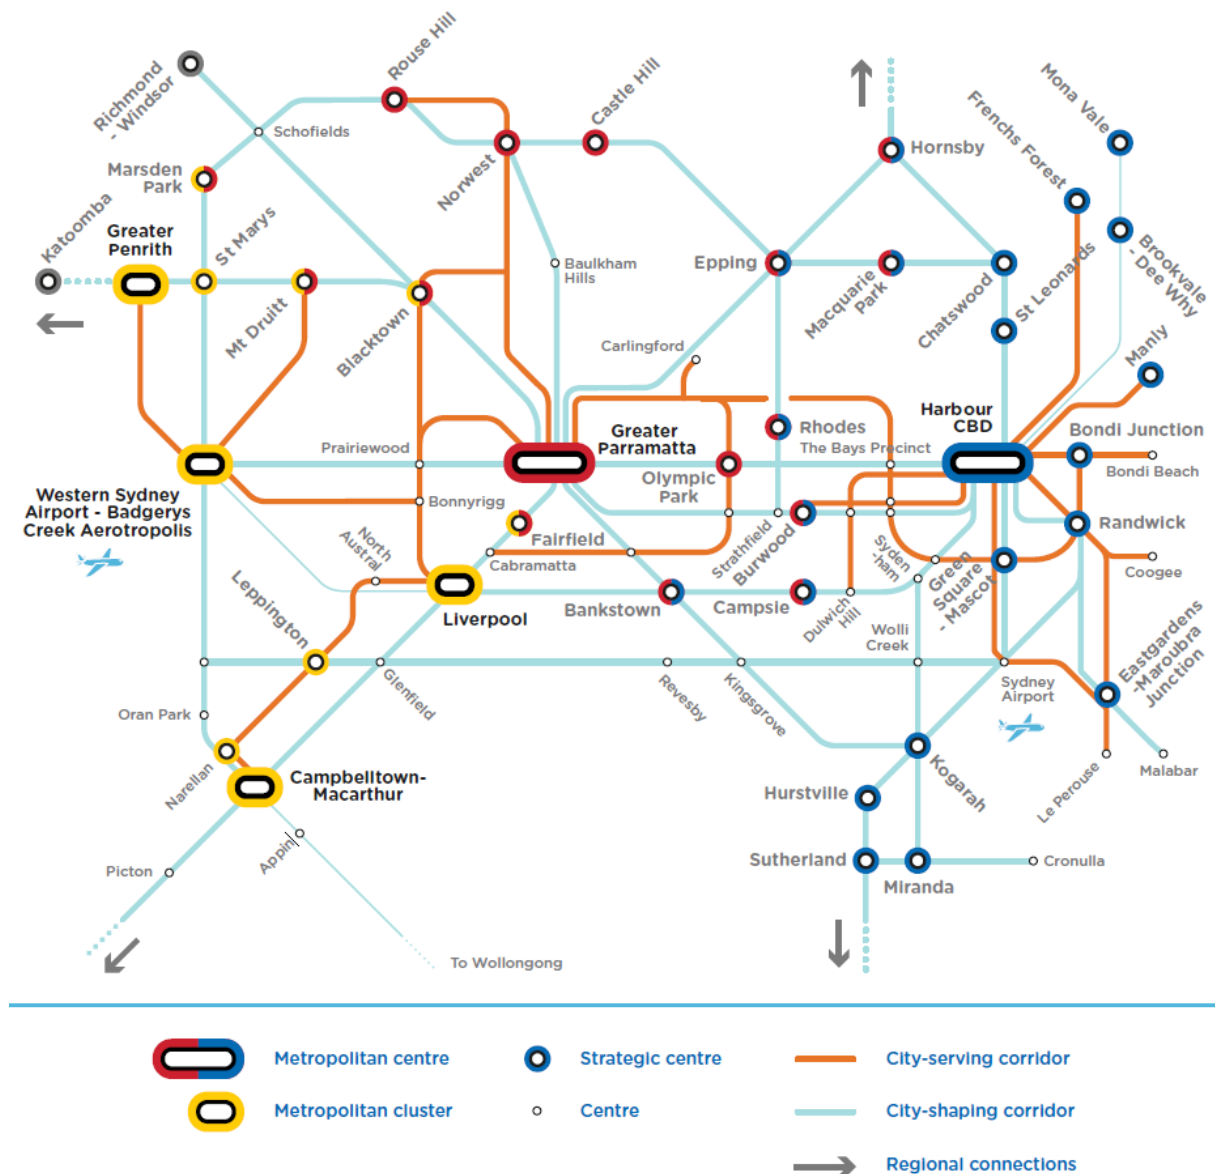 Rouse Hill
Richmond
- Windsor
Schofields
Castle Hill
Mona Vale
Frenchs Forest
Hornsby
Marsden
Park
Norwest
Katoomba
Greater
Penrith
St Marys
Baulkham
Hills
Epping
Macquarie
Park
Chatswood
St Leonards
Brookvale
- Dee Why
Mt Druitt
Blacktown
Carlingford
Manly
Harbour
CBD
Greater
Parramatta
Rhodes
Bondi Junction
Prairiewood
The Bays Precinct
Olympic
Park
Bondi Beach
Western Sydney
Airport - Badgerys
Creek Aerotropolis
Bonnyrigg
Fairfield
Strathfield
Burwood
Randwick
North
Austral
Cabramatta
Syden
-ham
Green
Square
- Mascot
Coogee
Leppington
Liverpool
Bankstown
Campsie
Dulwich
Hill
Wolli
Creek
Eastgardens
-Maroubra
Junction
Glenfield
Revesby
Kingsgrove
Sydney
Airport
Oran Park
Narellan
Campbelltown-
Macarthur
Kogarah
Le Perouse
Malabar
Hurstville
Appin
Picton
Sutherland
Miranda
Cronulla
To Wollongong
Metropolitan centre
Strategic centre
City-serving corridor
Metropolitan cluster
Centre
City-shaping corridor
Regional connections